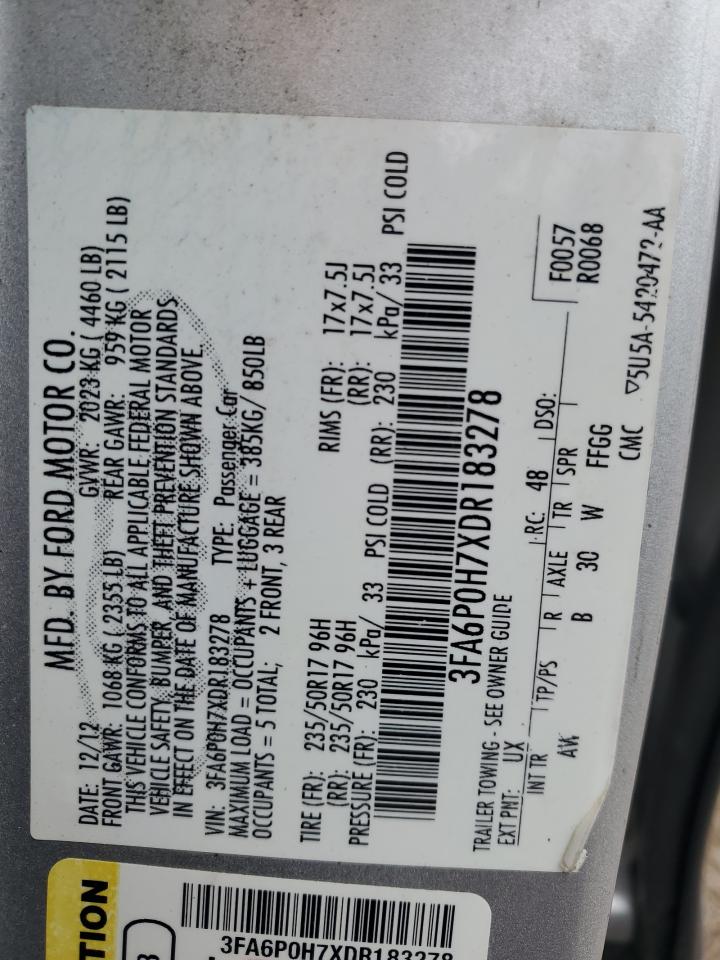 MFD. BY FORD MOTOR CO.
DATE: 12/12 GVWR: 2023 KG ( 4460 LB)
FRONT GAWR: 1068 KG ( 2355 LB) REAR GAWR: 959 KG ( 2115 LB)
THIS VEHICLE CONFORMS TO ALL APPLICABLE FEDERAL MOTOR
VEHICLE SAFETY, BUMPER, AND THEFT PREVENTION STANDARDS
IN EFFECT ON THE DATE OF MANUFACTURE SHOWN ABOVE.
VIN: 3FA6P0H7XDR183278 TYPE: Passenger Car
MAXIMUM LOAD = OCCUPANTS + LUGGAGE = 385KG/ 850LB
OCCUPANTS = 5 TOTAL; 2 FRONT, 3 REAR
TIRE (FR): 235/50R17 96H RIMS (FR): 17x7.5J
(RR): 235/50R17 96H (RR): 17x7.5J
PRESSURE (FR): 230 kPa/ 33 PSI COLD (RR): 230 kPa/ 33 PSI COLD
3FA6P0H7XDR183278
TRAILER TOWING - SEE OWNER GUIDE
EXT PNT: UX RC: 48 DSO: F0057
R0068
INT TR TP/PS R AXLE TR SPR
AW B 30 W FFGG
CMC 5U5A-5420472-AA
TION
3FA6P0H7XDR183278